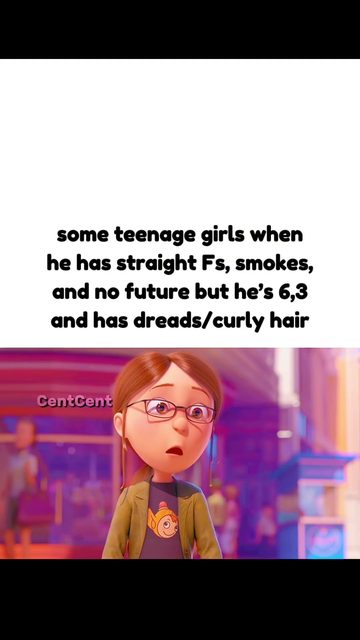 some teenage girls when
he has straight Fs, smokes,
and no future but he’s 6,3
and has dreads/curly hair
CentCent